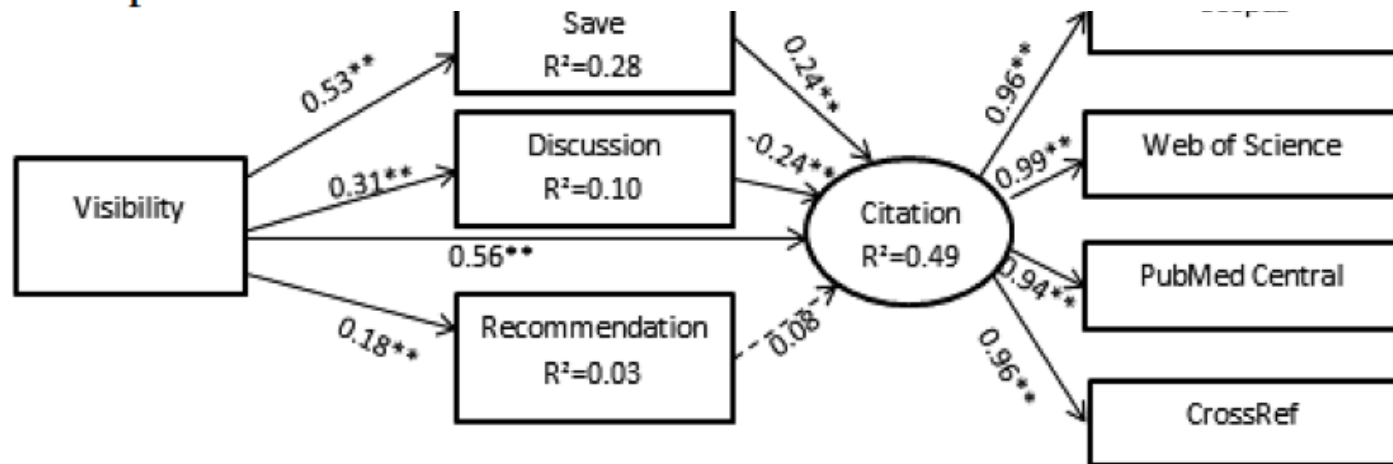 Save
R²=0.28
0.53**
0.24**
0.96**
Discussion
R²=0.10
0.31**
-0.24**
Web of Science
0.99**
Visibility
Citation
R²=0.49
0.56**
PubMed Central
0.94**
Recommendation
R²=0.03
0.18**
0.08
0.96**
CrossRef